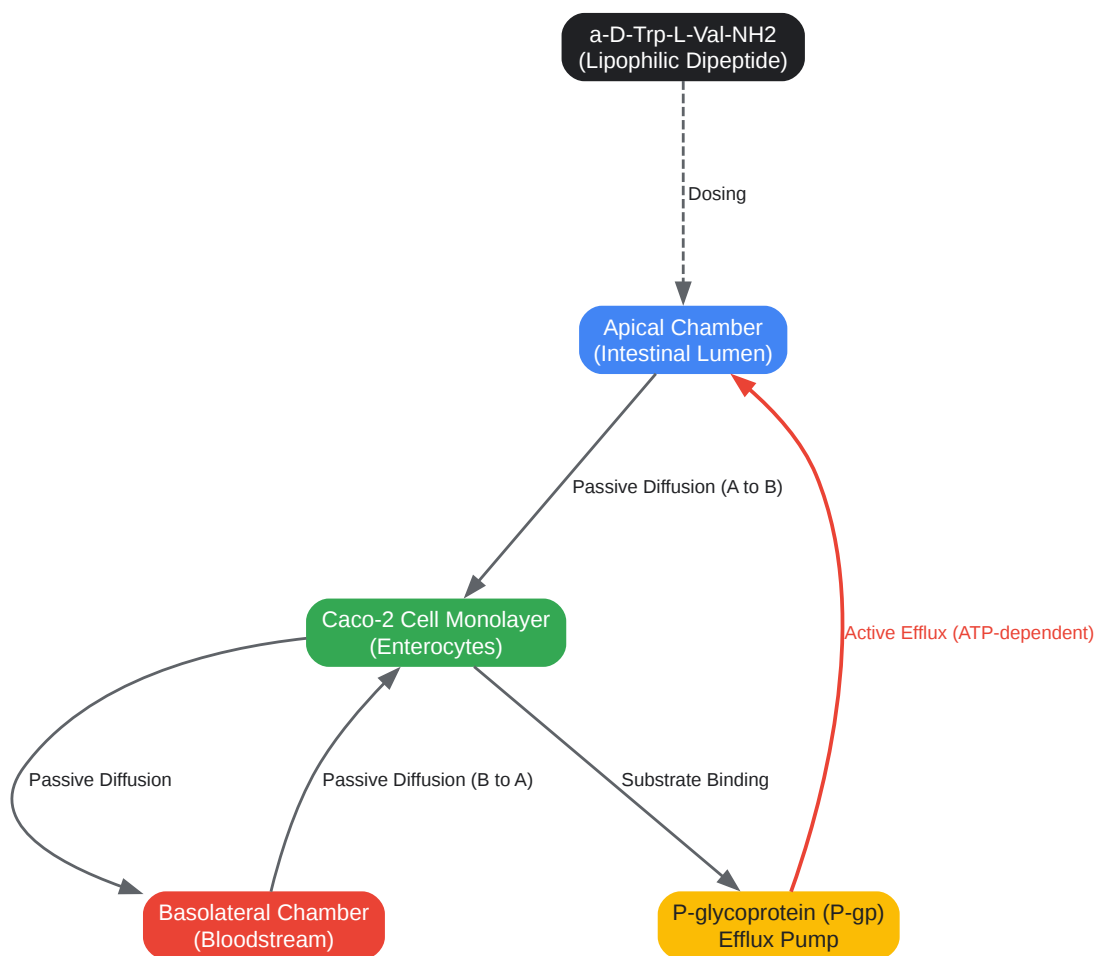 a-D-Trp-L-Val-NH2
(Lipophilic Dipeptide)
Dosing
Apical Chamber
(Intestinal Lumen)
Passive Diffusion (A to B)
Caco-2 Cell Monolayer
(Enterocytes)
Active Efflux (ATP-dependent)
Passive Diffusion
Passive Diffusion (B to A)
Substrate Binding
Basolateral Chamber
(Bloodstream)
P-glycoprotein (P-gp)
Efflux Pump